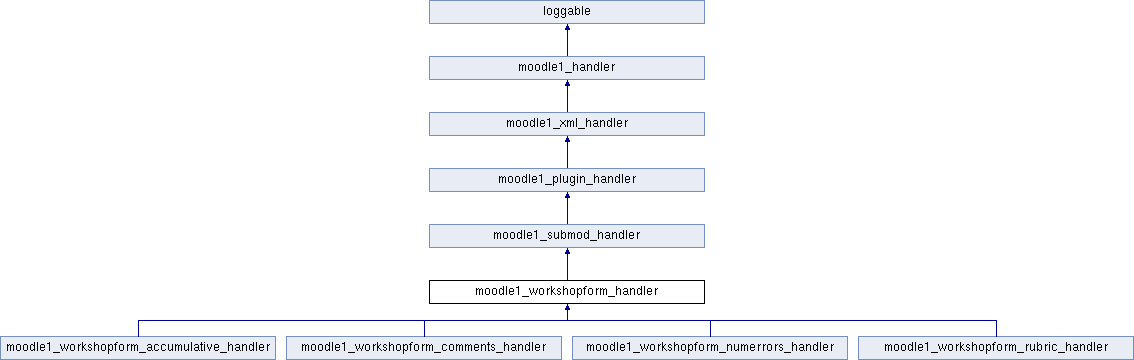 loggable
moodle1_handler
moodle1_xml_handler
moodle1_plugin_handler
moodle1_submod_handler
moodle1_workshopform_handler
moodle1_workshopform_accumulative_handler
moodle1_workshopform_comments_handler
moodle1_workshopform_numerrors_handler
moodle1_workshopform_rubric_handler